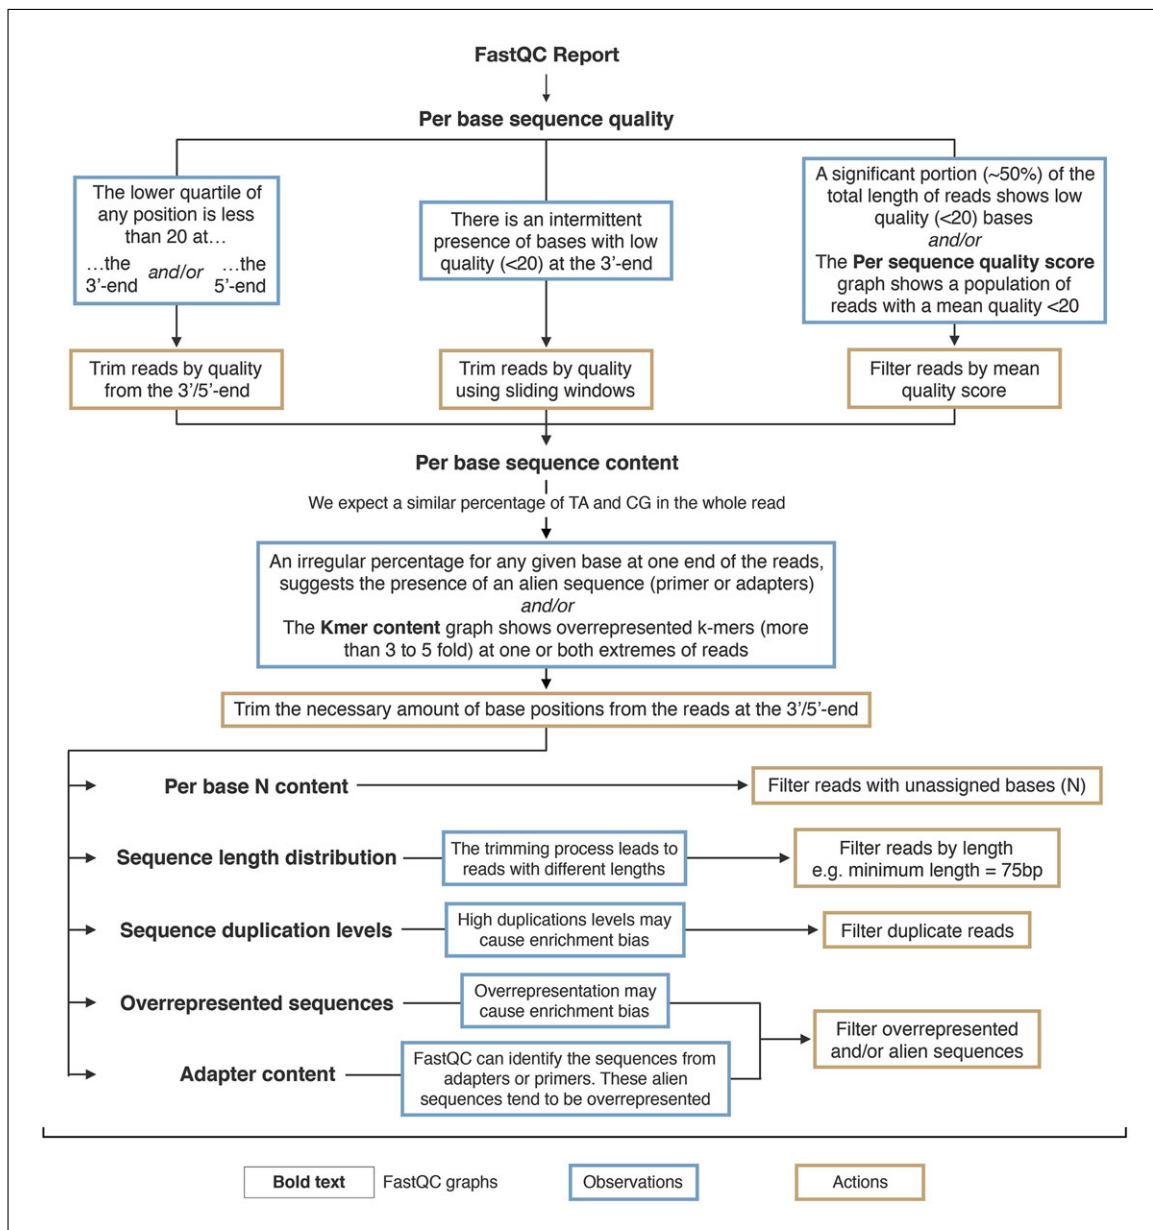 FastQC Report
Per base sequence quality
The lower quartile of
any position is less
than 20 at…
…the
3’-end
and/or
…the
5’-end
There is an intermittent
presence of bases with low
quality (<20) at the 3’-end
A significant portion (~50%) of the
total length of reads shows low
quality (<20) bases
and/or
The Per sequence quality score
graph shows a population of
reads with a mean quality <20
Trim reads by quality
from the 3’/5’-end
Trim reads by quality
using sliding windows
Filter reads by mean
quality score
Per base sequence content
We expect a similar percentage of TA and CG in the whole read
An irregular percentage for any given base at one end of the reads,
suggests the presence of an alien sequence (primer or adapters)
and/or
The Kmer content graph shows overrepresented k-mers (more
than 3 to 5 fold) at one or both extremes of reads
Trim the necessary amount of base positions from the reads at the 3’/5’-end
Per base N content
Filter reads with unassigned bases (N)
Sequence length distribution
The trimming process leads to
reads with different lengths
Filter reads by length
e.g. minimum length = 75bp
Sequence duplication levels
High duplications levels may
cause enrichment bias
Filter duplicate reads
Overrepresented sequences
Overrepresentation may
cause enrichment bias
Filter overrepresented
and/or alien sequences
Adapter content
FastQC can identify the sequences from
adapters or primers. These alien
sequences tend to be overrepresented
Bold text
FastQC graphs
Observations
Actions